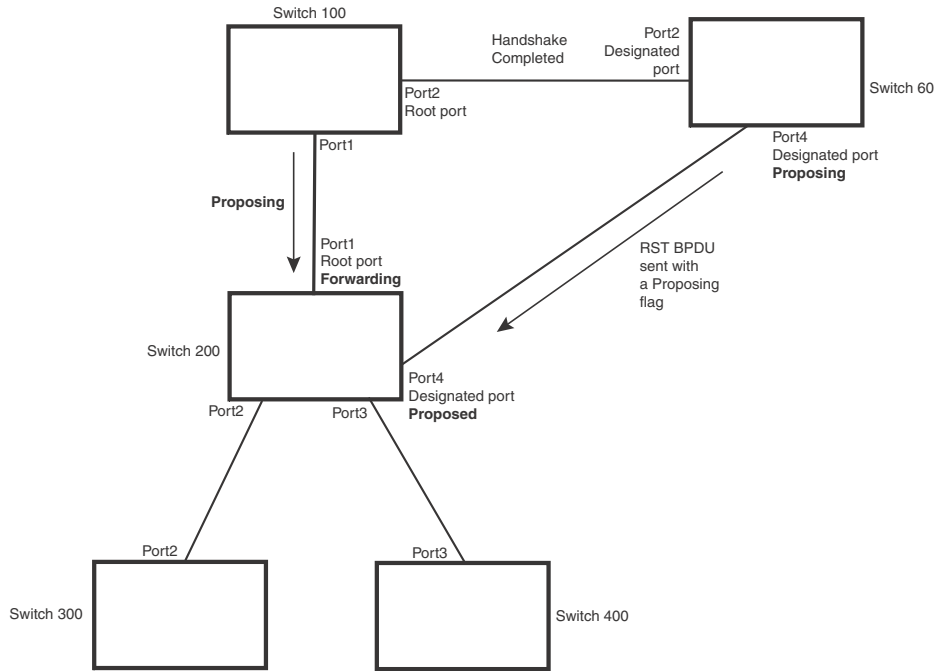 Switch 100
Handshake
Completed
Port2
Designated
port
Switch 60
Port2
Root port
Port1
Port4
Designated port
Proposing
Proposing
Port1
Root port
Forwarding
RST BPDU
sent with
a Proposing
flag
Switch 200
Port4
Designated port
Proposed
Port2
Port3
Port2
Port3
Switch 300
Switch 400